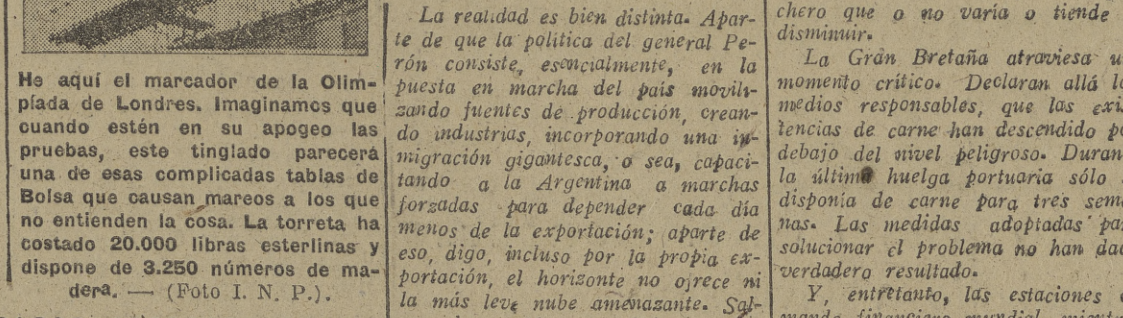 He aquí el marcador de la Olim-
píada de Londres. Imaginamos que
cuando estén en su apogeo las
pruebas, este tinglado parecerá
una de esas complicadas tablas de
Bolsa que causan mareos a los que
no entienden la cosa. La torreta ha
costado 20.000 libras esterlinas y
dispone de 3.250 números de ma-
dera. — (Foto I. N. P.).
La realidad es bien distinta. Apar-
te de que la política del general Pe-
rón consiste, esencialmente, en la
puesta en marcha del país movili-
zando fuentes de producción, crean-
do industrias, incorporando una in-
migración gigantesca, o sea, capaci-
tando a la Argentina a marchas
forzadas para depender cada día
menos de la exportación; aparte de
eso, digo, incluso por la propia ex-
portación, el horizonte no ofrece ni
la más leve nube amenazante. Sal-
chero que o no varía o tiende
disminuir.
La Gran Bretaña atraviesa u
momento crítico. Declaran allá l
medios responsables, que las exi
tencias de carne han descendido p
debajo del nivel peligroso. Duran
la última huelga portuaria sólo
disponía de carne para tres sem
nas. Las medidas adoptadas pa
solucionar el problema no han da
verdadero resultado.
Y, entretanto, las estaciones
mundial